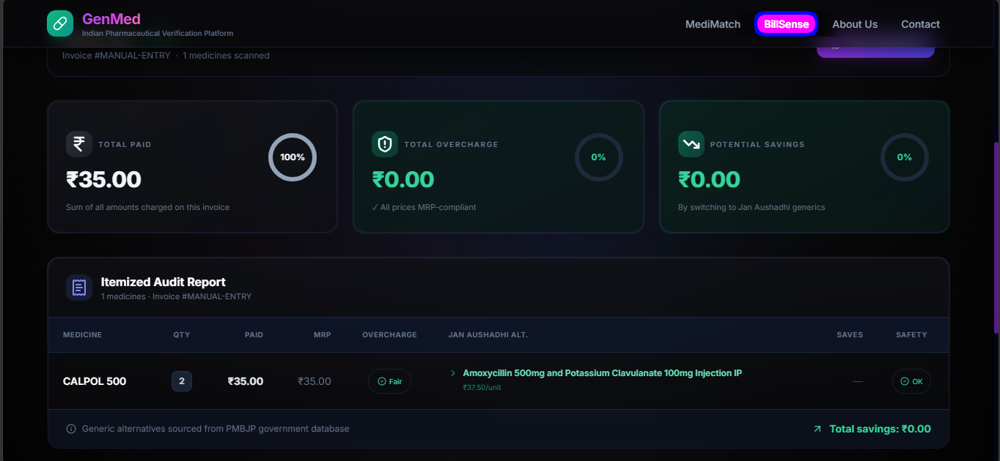 GenMed
Indian Pharmaceutical Verification Platform
MediMatch
BillSense
About Us
Contact
Invoice #MANUAL-ENTRY · 1 medicines scanned
TOTAL PAID
100%
₹35.00
Sum of all amounts charged on this invoice
TOTAL OVERCHARGE
0%
₹0.00
✓ All prices MRP-compliant
POTENTIAL SAVINGS
0%
₹0.00
By switching to Jan Aushadhi generics
Itemized Audit Report
1 medicines · Invoice #MANUAL-ENTRY
MEDICINE QTY PAID MRP OVERCHARGE JAN AUSHADHI ALT. SAVES SAFETY
CALPOL 500 2 ₹35.00 ₹35.00 Fair Amoxycillin 500mg and Potassium Clavulanate 100mg Injection IP — OK
₹37.50/unit
Generic alternatives sourced from PMBJP government database
Total savings: ₹0.00